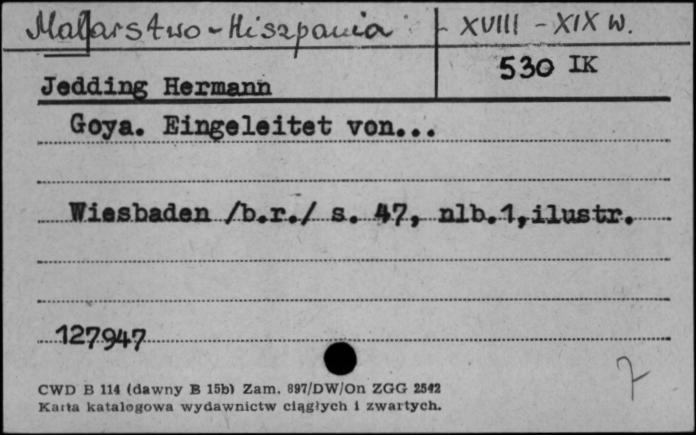 Malarstwo - Hiszpania - XVIII - XIX w.
530 IK
Jedding Hermann
Goya. Eingeleitet von...
Wiesbaden /b.r./ s. 47, nlb.1,ilustr.
127947
7
CWD B 114 (dawny B 15b) Zam. 897/DW/On ZGG 2542
Karta katalogowa wydawnictw ciągłych i zwartych.